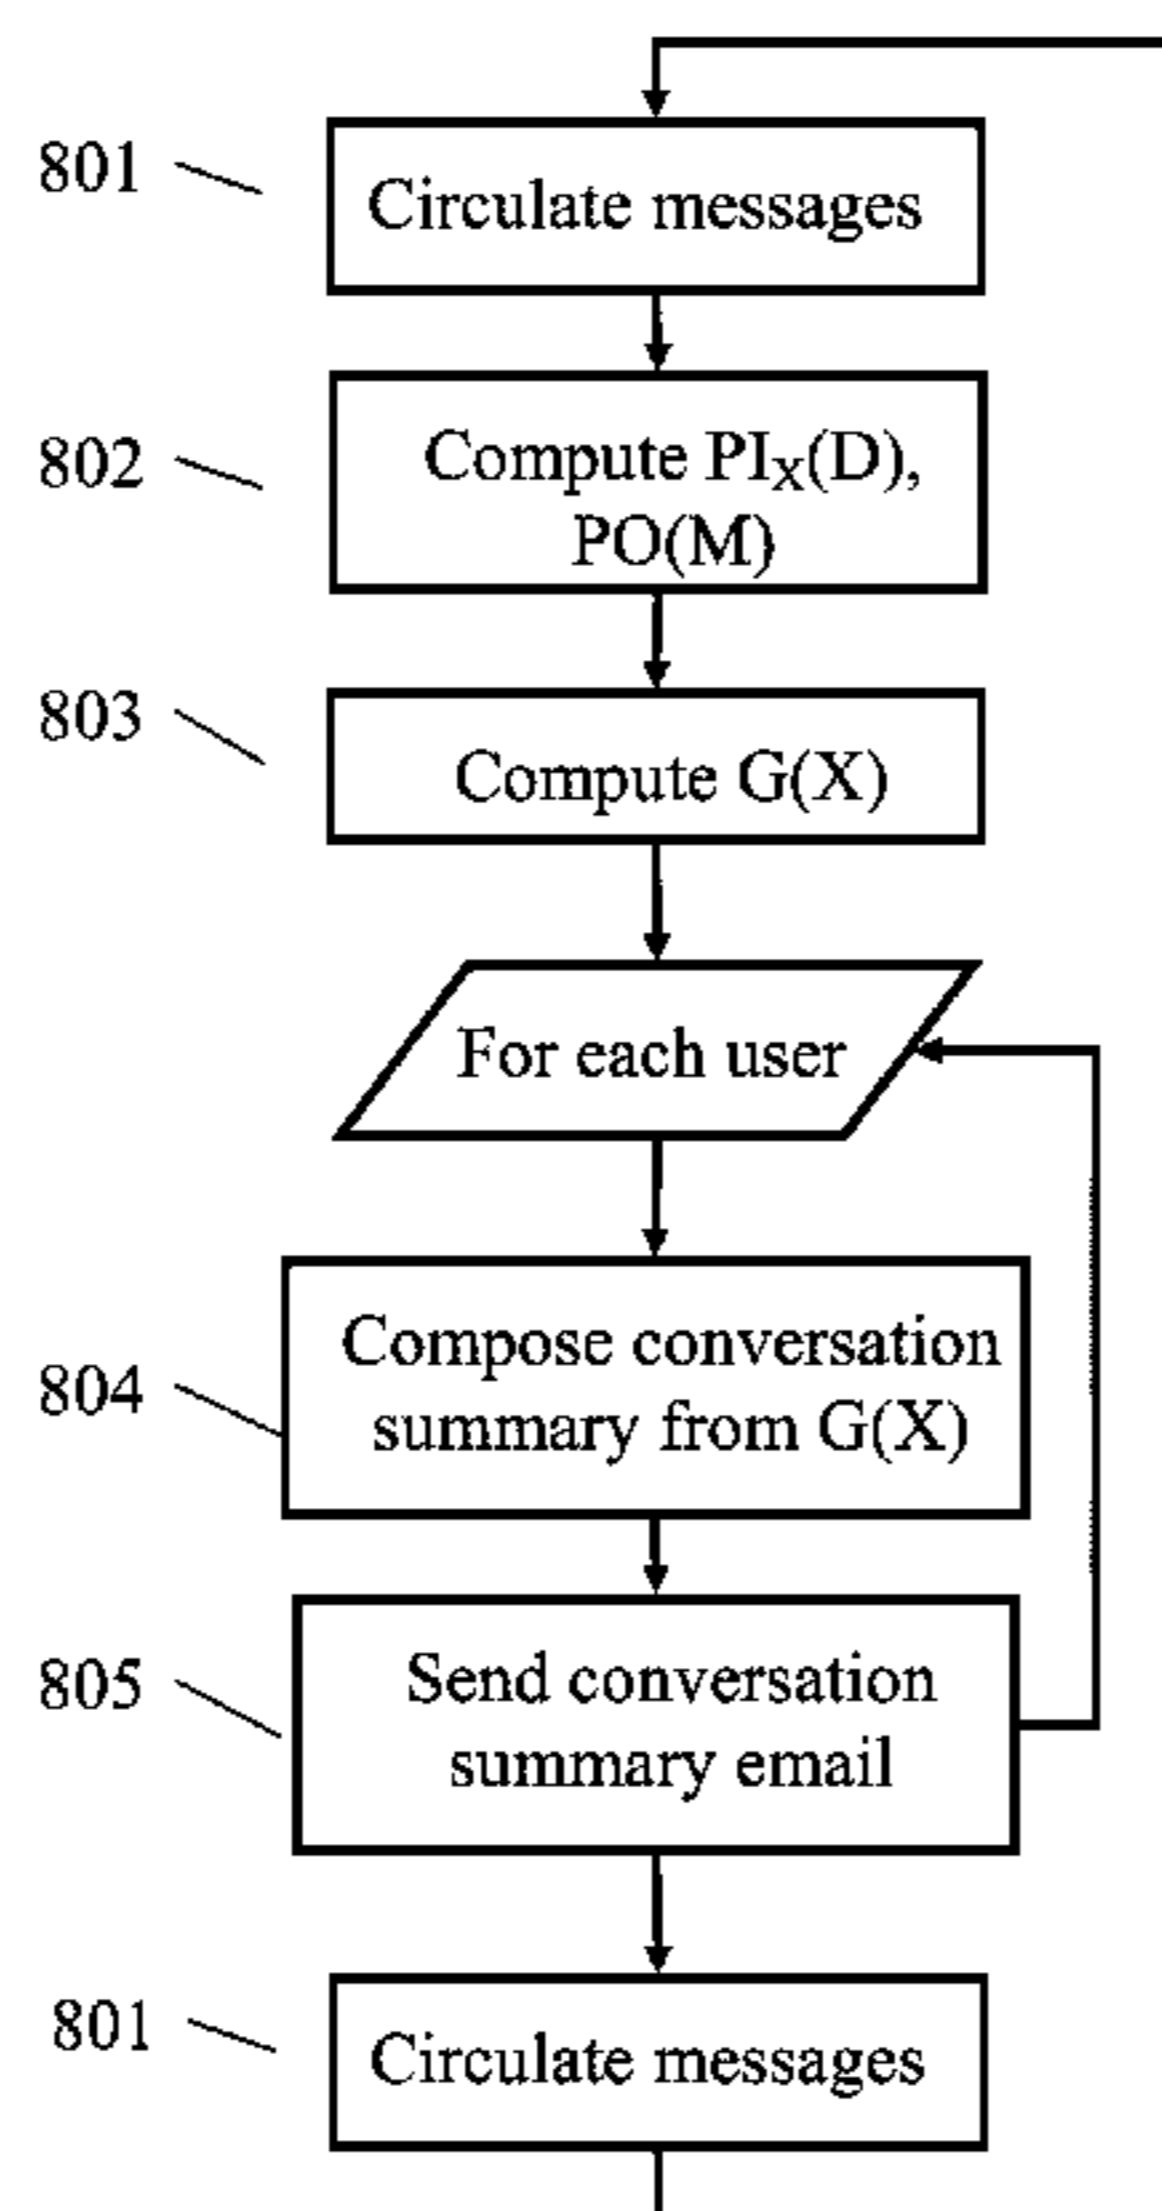 801
Circulate messages
802
Compute PIX(D),
PO(M)
803
Compute G(X)
For each user
804
Compose conversation
summary from G(X)
805
Send conversation
summary email
801
Circulate messages